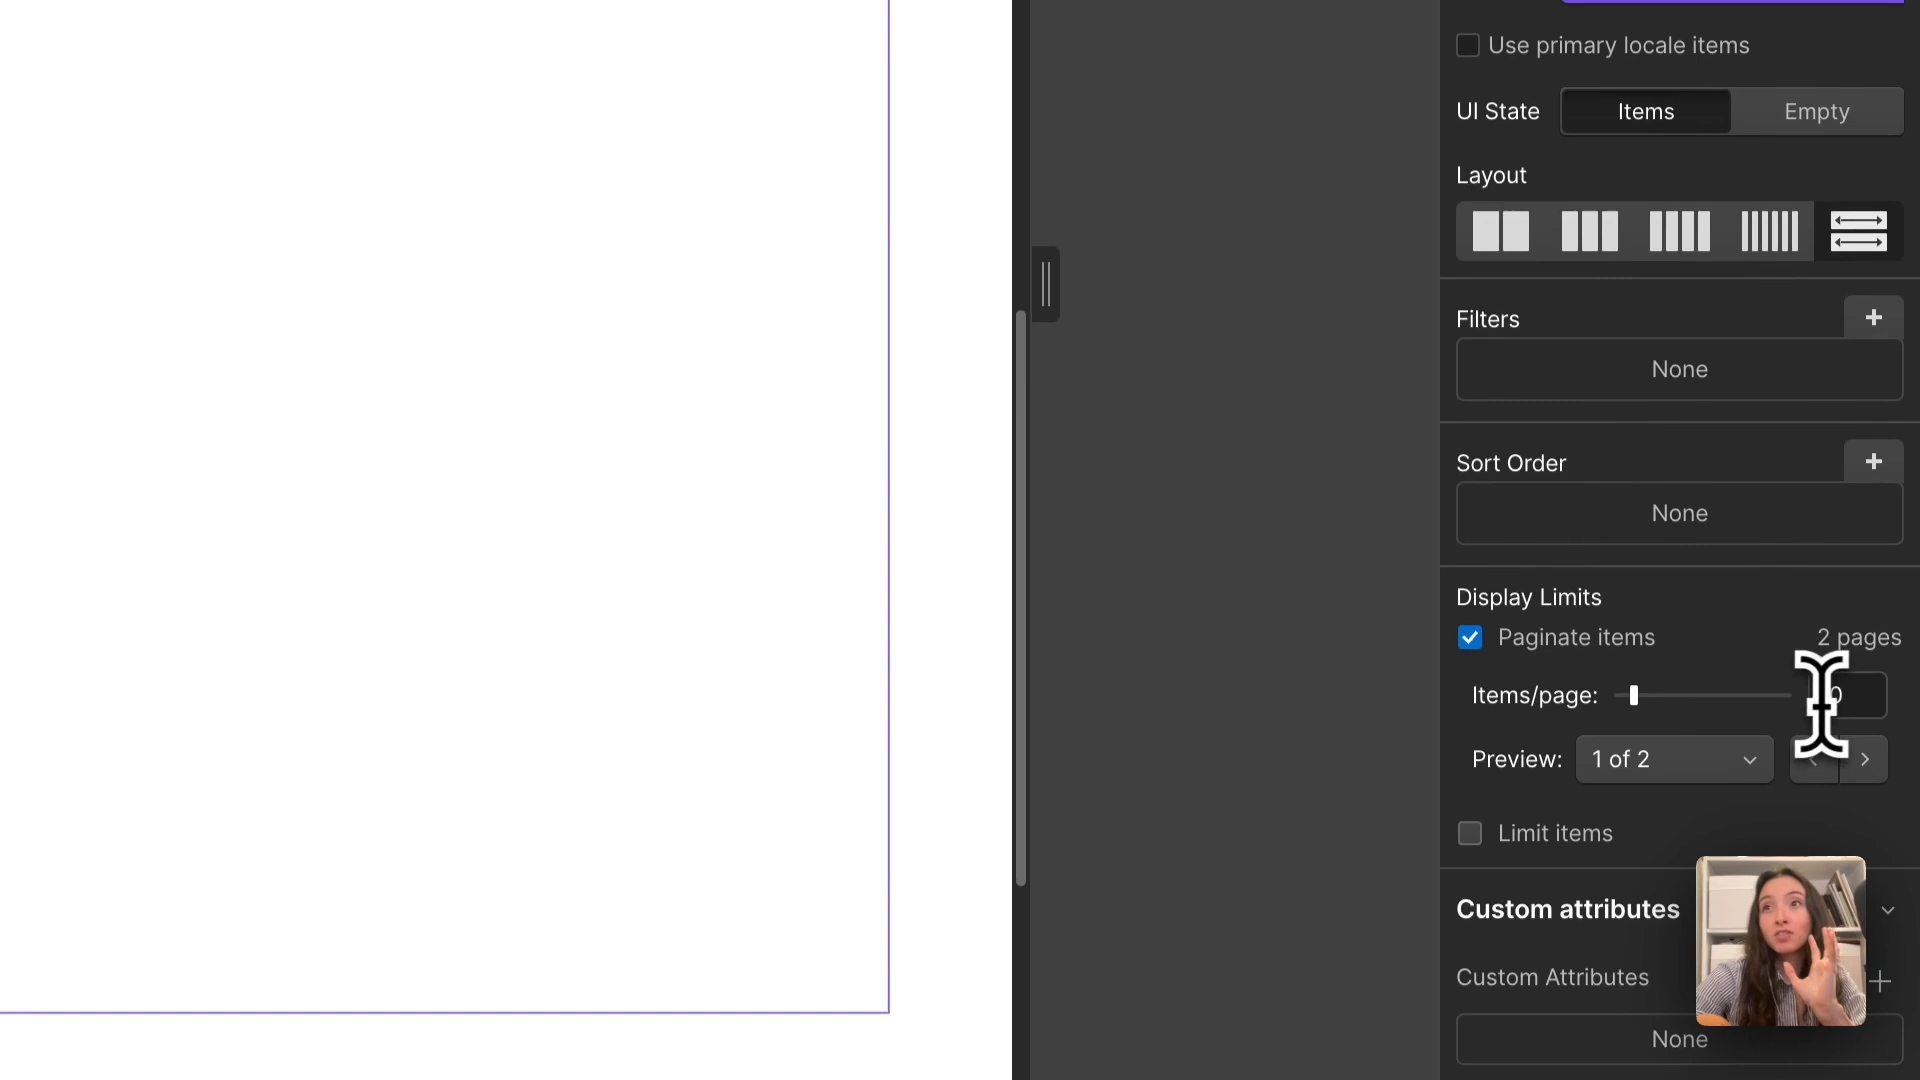 Use primary locale items
UI State
Items
Empty
Layout
Filters
None
Sort Order
None
Display Limits
Paginate items
2 pages
Items/page:
Preview:
1 of 2
Limit items
Custom attributes
Custom Attributes
None